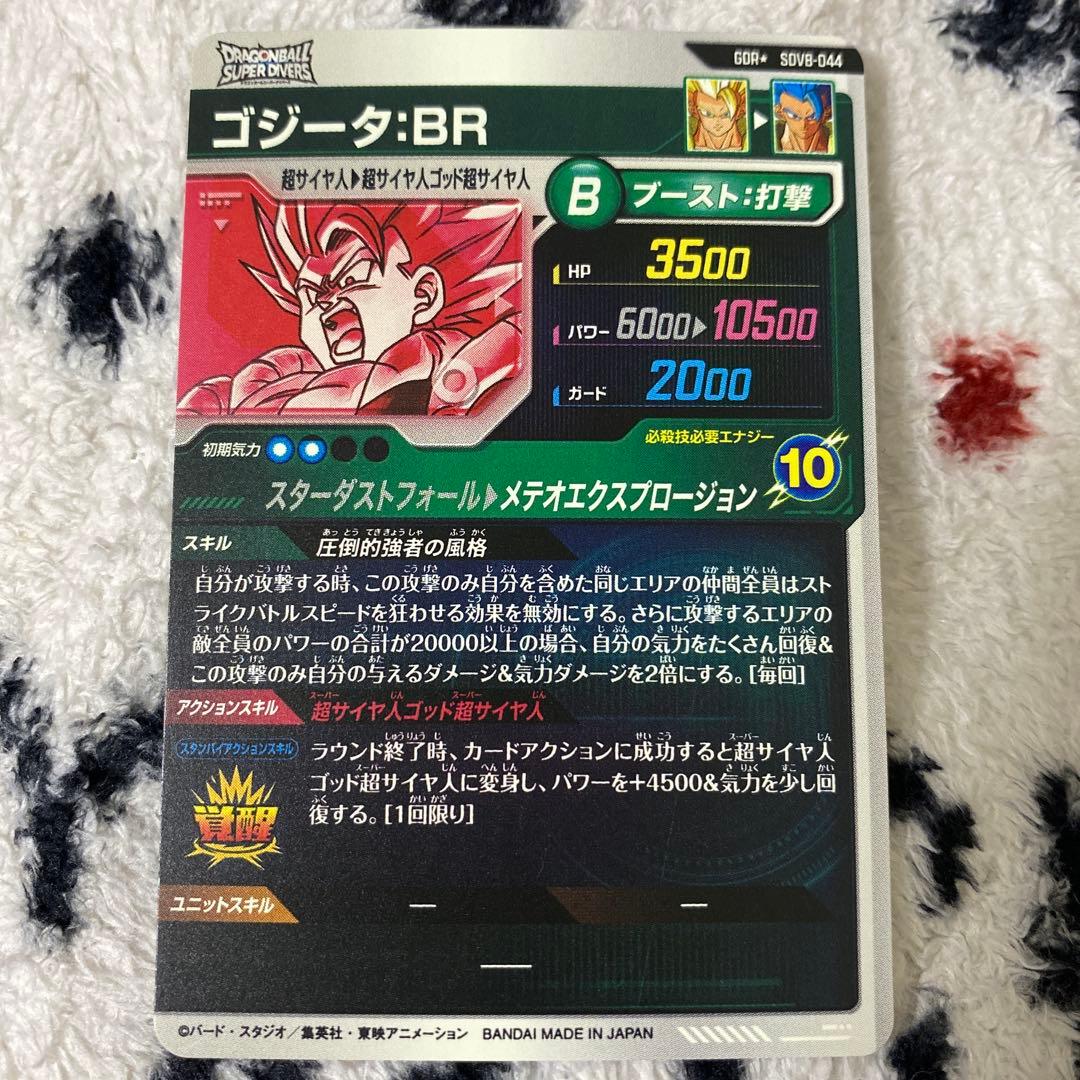 DRAGONBALL
SUPER DIVERS
ドラゴンボールスーパーダイバーズ
GDR★ SDV8-044
ゴジータ:BR
超サイヤ人▶超サイヤ人ゴッド超サイヤ人
B ブースト:打撃
HP 3500
パワー 6000▶10500
ガード 2000
初期気力
必殺技必要エナジー
10
スターダストフォール▶メテオエクスプロージョン
スキル 圧倒的強者の風格
自分が攻撃する時、この攻撃のみ自分を含めた同じエリアの仲間全員はスト
ライクバトルスピードを狂わせる効果を無効にする。さらに攻撃するエリアの
敵全員のパワーの合計が20000以上の場合、自分の気力をたくさん回復&
この攻撃のみ自分の与えるダメージ&気力ダメージを2倍にする。[毎回]
アクションスキル 超サイヤ人ゴッド超サイヤ人
スタンバイアクションスキル
覚醒
ラウンド終了時、カードアクションに成功すると超サイヤ人
ゴッド超サイヤ人に変身し、パワーを+4500&気力を少し回
復する。[1回限り]
ユニットスキル — —
—
©バード・スタジオ／集英社・東映アニメーション BANDAI MADE IN JAPAN